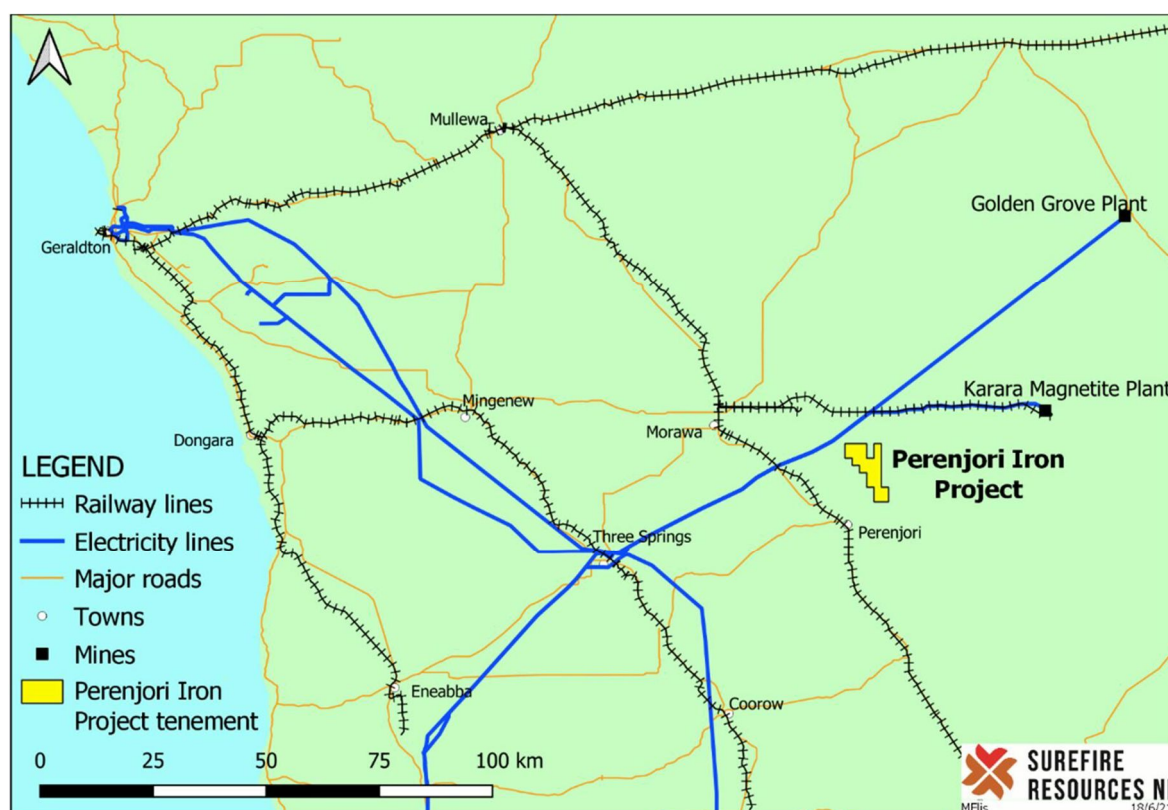 Mullewa
Golden Grove Plant
Geraldton
Karara Magnetite Plant
Mingenew
Morawa
Dongara
Perenjori Iron
Project
LEGEND
Railway lines
Electricity lines
Major roads
Towns
Mines
Perenjori Iron
Project tenement
Perenjori
Three Springs
Eneabba
Coorow
0 25 50 75 100 km
SUREFIRE
RESOURCES